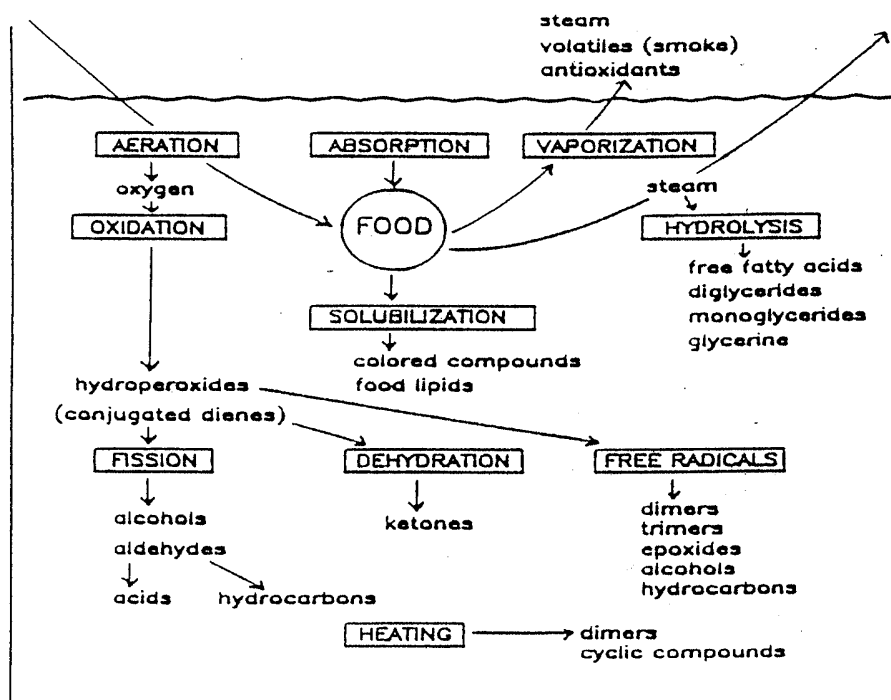 steam
volatiles (smoke)
antioxidants
AERATION
ABSORPTION
VAPORIZATION
oxygen
steam
OXIDATION
FOOD
HYDROLYSIS
free fatty acids
diglycerides
monoglycerides
glycerine
SOLUBILIZATION
colored compounds
food lipids
hydroperoxides
(conjugated dienes)
FISSION
DEHYDRATION
FREE RADICALS
alcohols
aldehydes
acids
hydrocarbons
ketones
dimers
trimers
epoxides
alcohols
hydrocarbons
HEATING
dimers
cyclic compounds